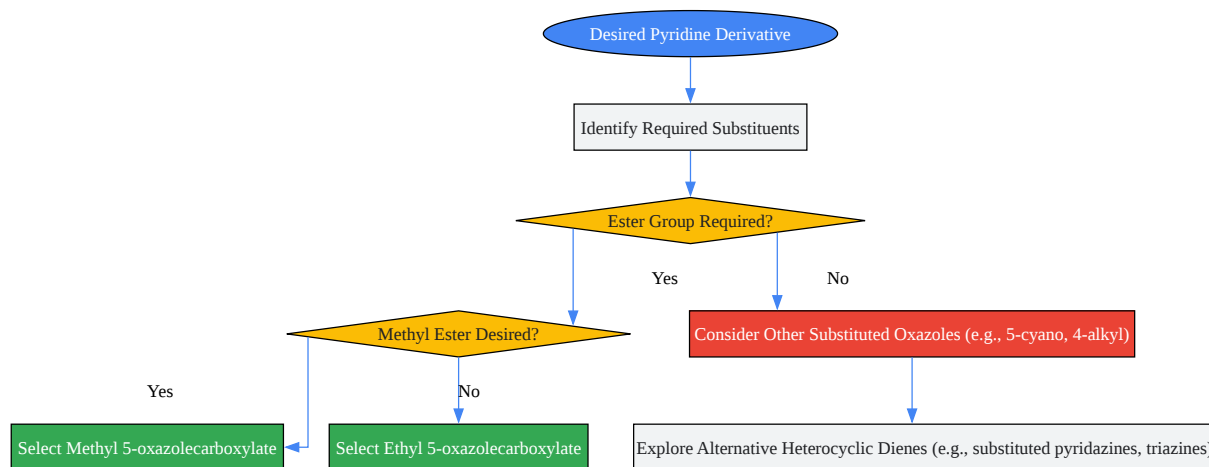 Desired Pyridine Derivative
Identify Required Substituents
Ester Group Required?
Yes
No
Methyl Ester Desired?
Consider Other Substituted Oxazoles (e.g., 5-cyano, 4-alkyl)
Yes
No
Select Methyl 5-oxazolecarboxylate
Select Ethyl 5-oxazolecarboxylate
Explore Alternative Heterocyclic Dienes (e.g., substituted pyridazines, triazines)